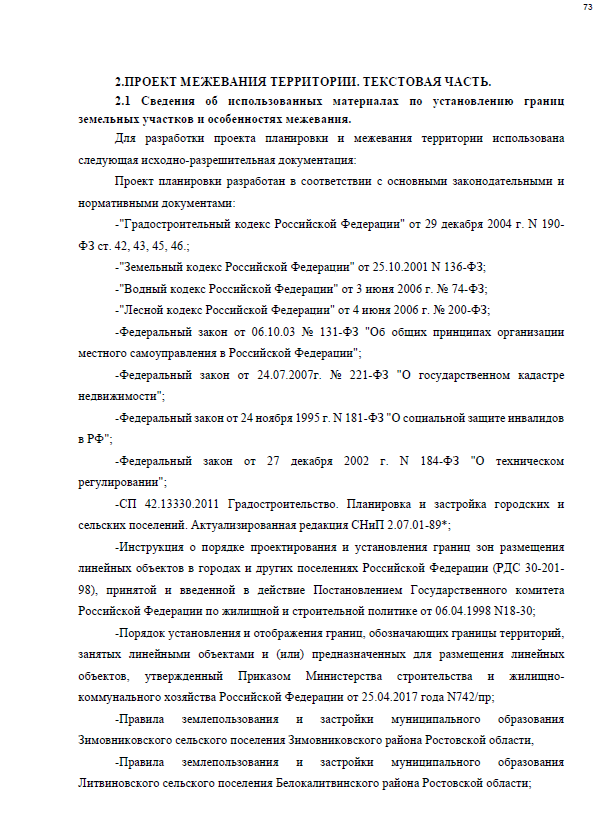 73
2.ПРОЕКТ МЕЖЕВАНИЯ ТЕРРИТОРИИ. ТЕКСТОВАЯ ЧАСТЬ.
2.1 Сведения об использованных материалах по установлению границ
земельных участков и особенностях межевания.
Для разработки проекта планировки и межевания территории использована
следующая исходно-разрешительная документация:
Проект планировки разработан в соответствии с основными законодательными и
нормативными документами:
-"Градостроительный кодекс Российской Федерации" от 29 декабря 2004 г. N 190-
ФЗ ст. 42, 43, 45, 46.;
-"Земельный кодекс Российской Федерации" от 25.10.2001 N 136-ФЗ;
-"Водный кодекс Российской Федерации" от 3 июня 2006 г. № 74-ФЗ;
-"Лесной кодекс Российской Федерации" от 4 июня 2006 г. № 200-ФЗ;
-Федеральный закон от 06.10.03 № 131-ФЗ "Об общих принципах организации
местного самоуправления в Российской Федерации";
-Федеральный закон от 24.07.2007г. № 221-ФЗ "О государственном кадастре
недвижимости";
-Федеральный закон от 24 ноября 1995 г. N 181-ФЗ "О социальной защите инвалидов
в РФ";
-Федеральный закон от 27 декабря 2002 г. N 184-ФЗ "О техническом
регулировании";
-СП 42.13330.2011 Градостроительство. Планировка и застройка городских и
сельских поселений. Актуализированная редакция СНиП 2.07.01-89*;
-Инструкция о порядке проектирования и установления границ зон размещения
линейных объектов в городах и других поселениях Российской Федерации (РДС 30-201-
98), принятой и введенной в действие Постановлением Государственного комитета
Российской Федерации по жилищной и строительной политике от 06.04.1998 N18-30;
-Порядок установления и отображения границ, обозначающих границы территорий,
занятых линейными объектами и (или) предназначенных для размещения линейных
объектов, утвержденный Приказом Министерства строительства и жилищно-
коммунального хозяйства Российской Федерации от 25.04.2017 года N742/пр;
-Правила землепользования и застройки муниципального образования
Зимовниковского сельского поселения Зимовниковского района Ростовской области,
-Правила землепользования и застройки муниципального образования
Литвиновского сельского поселения Белокалитвинского района Ростовской области;